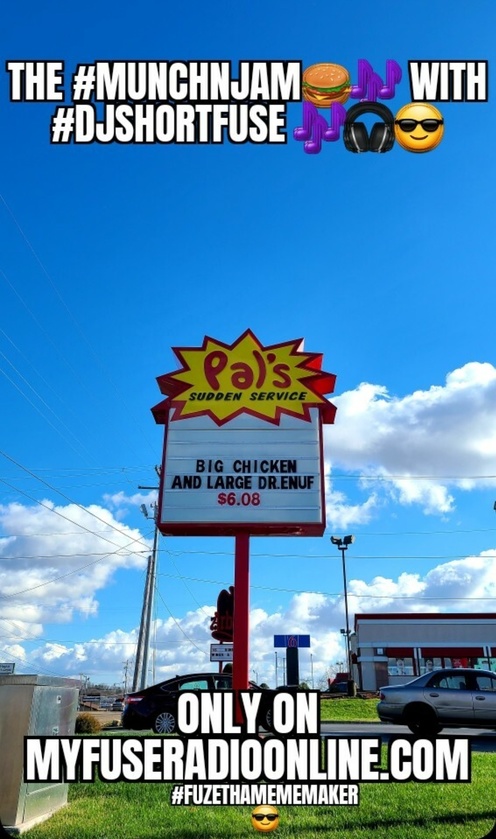 THE #MUNCHNJAM🍔🎶 WITH
#DJSHORTFUSE 🎶🎧😎
Pal's
SUDDEN SERVICE
BIG CHICKEN
AND LARGE DR.ENUF
$6.08
ONLY ON
MYFUSERADIOONLINE.COM
#FUZETHAMEMEMAKER
😎